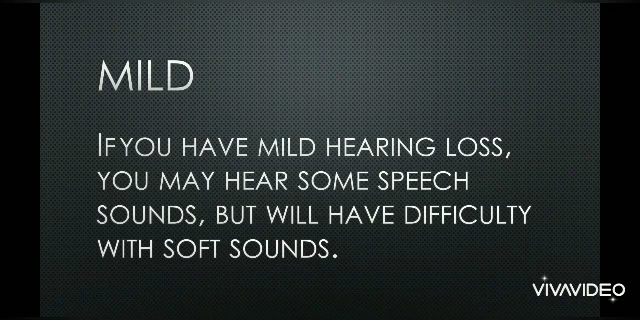 MILD
IFYOU HAVE MILD HEARING LOSS,
YOU MAY HEAR SOME SPEECH
SOUNDS, BUT WILL HAVE DIFFICULTY
WITH SOFT SOUNDS.
VIVAVIDEO